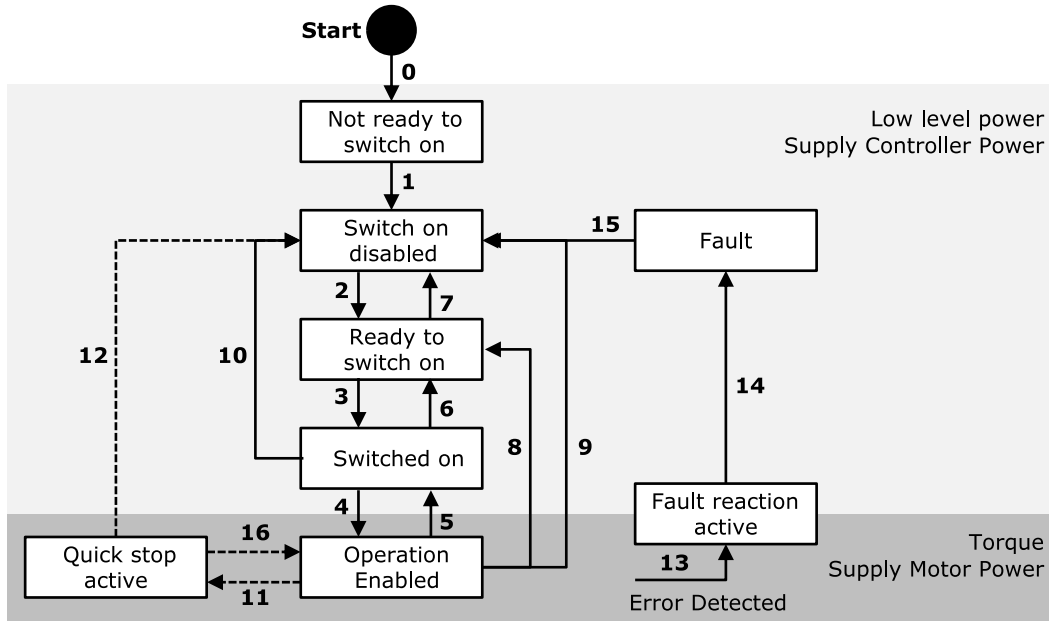 Start
0
Not ready to
switch on
Low level power
Supply Controller Power
1
Switch on
disabled
15
Fault
2
7
Ready to
switch on
12
10
3
6
14
8
9
Switched on
4
5
Fault reaction
active
16
Quick stop
active
Operation
Enabled
11
13
Error Detected
Torque
Supply Motor Power